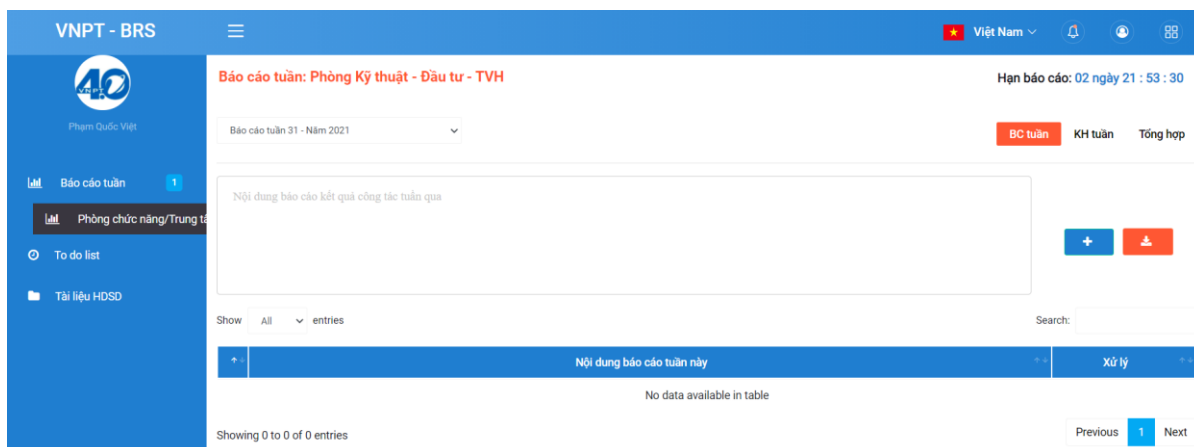 VNPT - BRS
Việt Nam
4.0
VNPT
Phạm Quốc Việt
Báo cáo tuần: Phòng Kỹ thuật - Đầu tư - TVH
Hạn báo cáo: 02 ngày 21 : 53 : 30
Báo cáo tuần 31 - Năm 2021
BC tuần
KH tuần
Tổng hợp
Báo cáo tuần
1
Phòng chức năng/Trung tâ
To do list
Tài liệu HDSD
Nội dung báo cáo kết quả công tác tuần qua
Show All entries
Search:
Nội dung báo cáo tuần này
Xử lý
No data available in table
Showing 0 to 0 of 0 entries
Previous 1 Next